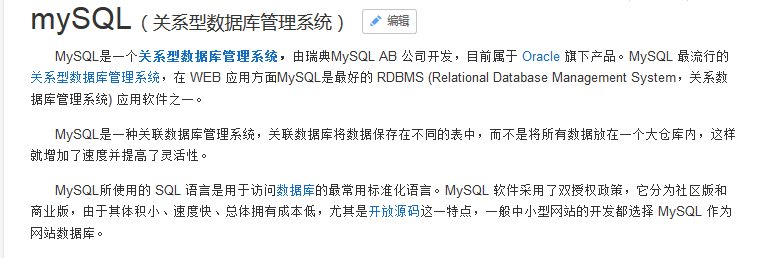 mySQL（关系型数据库管理系统） 编辑
MySQL是一个关系型数据库管理系统，由瑞典MySQL AB 公司开发，目前属于 Oracle 旗下产品。MySQL 最流行的
关系型数据库管理系统，在 WEB 应用方面MySQL是最好的 RDBMS (Relational Database Management System，关系数
据库管理系统) 应用软件之一。
MySQL是一种关联数据库管理系统，关联数据库将数据保存在不同的表中，而不是将所有数据放在一个大仓库内，这样
就增加了速度并提高了灵活性。
MySQL所使用的 SQL 语言是用于访问数据库的最常用标准化语言。MySQL 软件采用了双授权政策，它分为社区版和
商业版，由于其体积小、速度快、总体拥有成本低，尤其是开放源码这一特点，一般中小型网站的开发都选择 MySQL 作为
网站数据库。